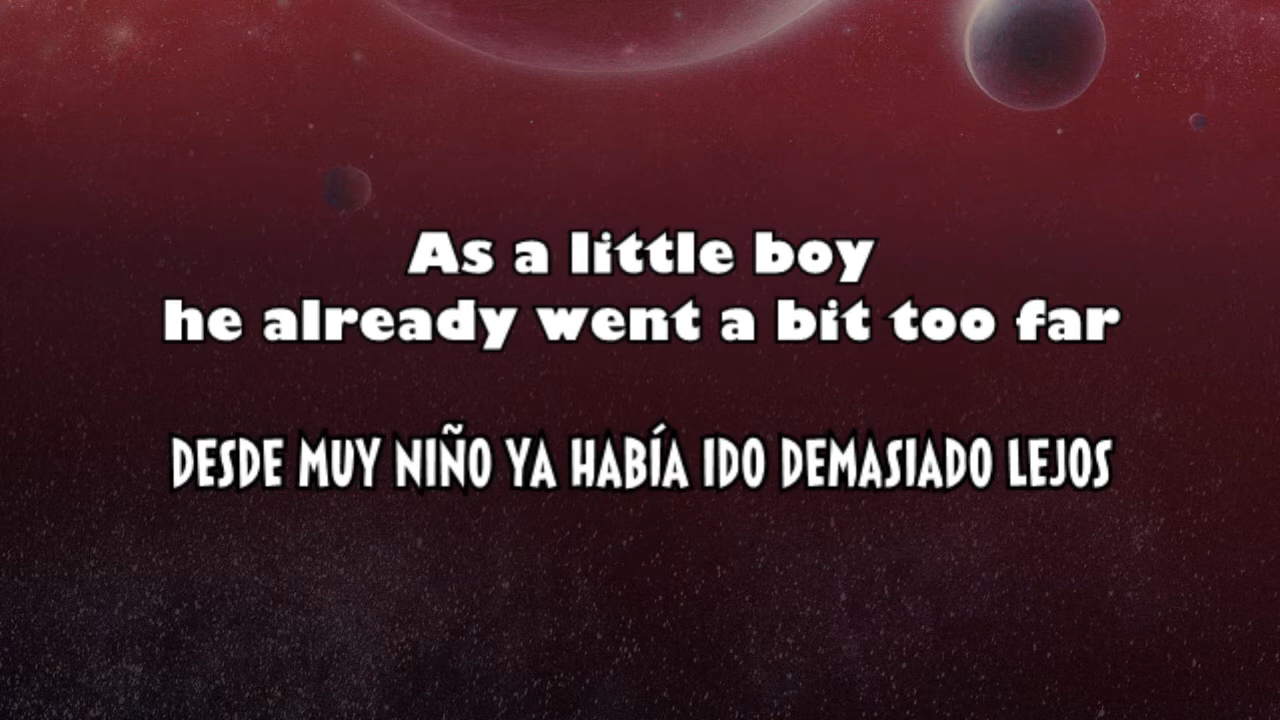 As a little boy
he already went a bit too far
DESDE MUY NIÑO YA HABÍA IDO DEMASIADO LEJOS